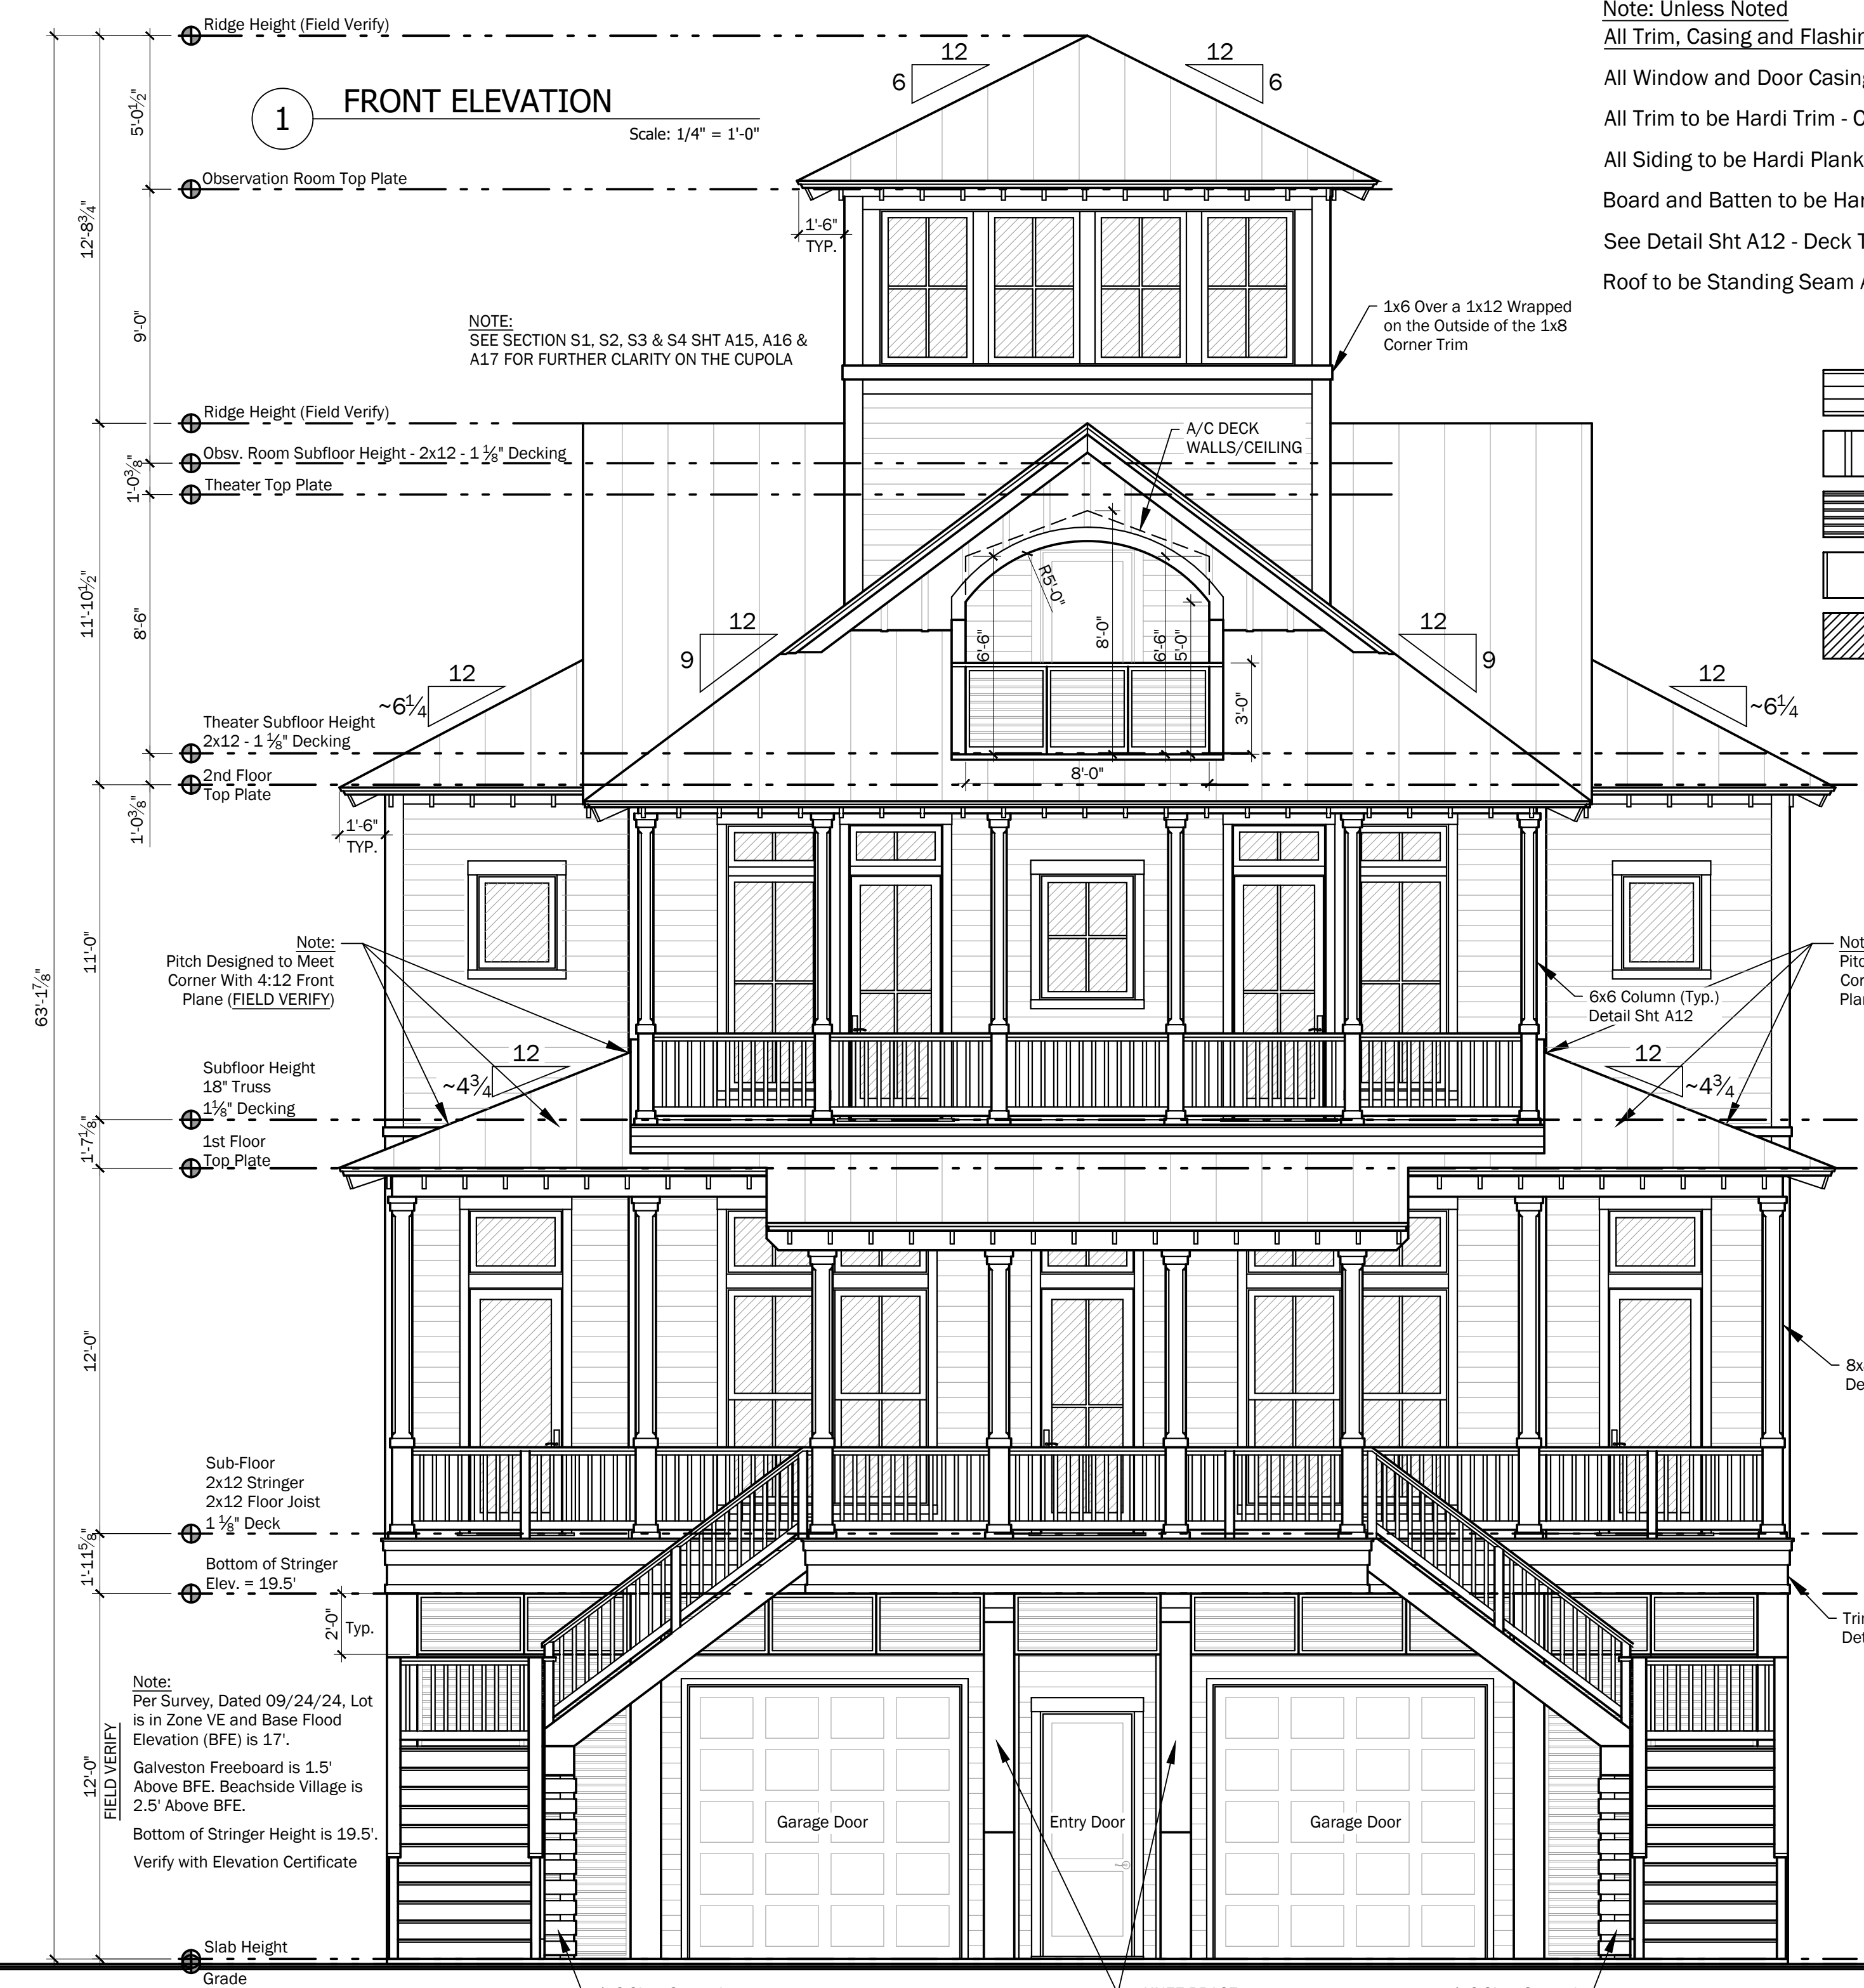 Note: Unless Noted
All Trim, Casing and Flashin
All Window and Door Casing
All Trim to be Hardi Trim - C
All Siding to be Hardi Plank
Board and Batten to be Har
See Detail Sht A12 - Deck T
Roof to be Standing Seam A
Ridge Height (Field Verify)
1
FRONT ELEVATION
Scale: 1/4" = 1'-0"
12
6
12
6
5'-0½"
Observation Room Top Plate
12'-8¾"
1'-6"
TYP.
9'-0"
NOTE:
SEE SECTION S1, S2, S3 & S4 SHT A15, A16 &
A17 FOR FURTHER CLARITY ON THE CUPOLA
1x6 Over a 1x12 Wrapped
on the Outside of the 1x8
Corner Trim
Ridge Height (Field Verify)
Obsv. Room Subfloor Height - 2x12 - 1 ⅛" Decking
1'-0⅜"
Theater Top Plate
A/C DECK
WALLS/CEILING
11'-10½"
8'-6"
R5'-0"
6'-6"
8'-0"
6'-6"
5'-0"
3'-0"
8'-0"
12
9
12
9
12
~6¼
12
~6¼
Theater Subfloor Height
2x12 - 1 ⅛" Decking
2nd Floor
Top Plate
1'-0⅜"
1'-6"
TYP.
63'-1⅞"
11'-0"
Note:
Pitch Designed to Meet
Corner With 4:12 Front
Plane (FIELD VERIFY)
6x6 Column (Typ.)
Detail Sht A12
Not
Pitc
Cor
Plan
12
~4¾
12
~4¾
Subfloor Height
18" Truss
1⅛" Decking
1'-7⅛"
1st Floor
Top Plate
12'-0"
8x
De
Sub-Floor
2x12 Stringer
2x12 Floor Joist
1 ⅛" Deck
1'-11⅝"
Bottom of Stringer
Elev. = 19.5'
2'-0"
Typ.
Trim
Det
Note:
Per Survey, Dated 09/24/24, Lot
is in Zone VE and Base Flood
Elevation (BFE) is 17'.
Galveston Freeboard is 1.5'
Above BFE. Beachside Village is
2.5' Above BFE.
Bottom of Stringer Height is 19.5'.
Verify with Elevation Certificate
12'-0"
FIELD VERIFY
Garage Door
Entry Door
Garage Door
Slab Height
Grade